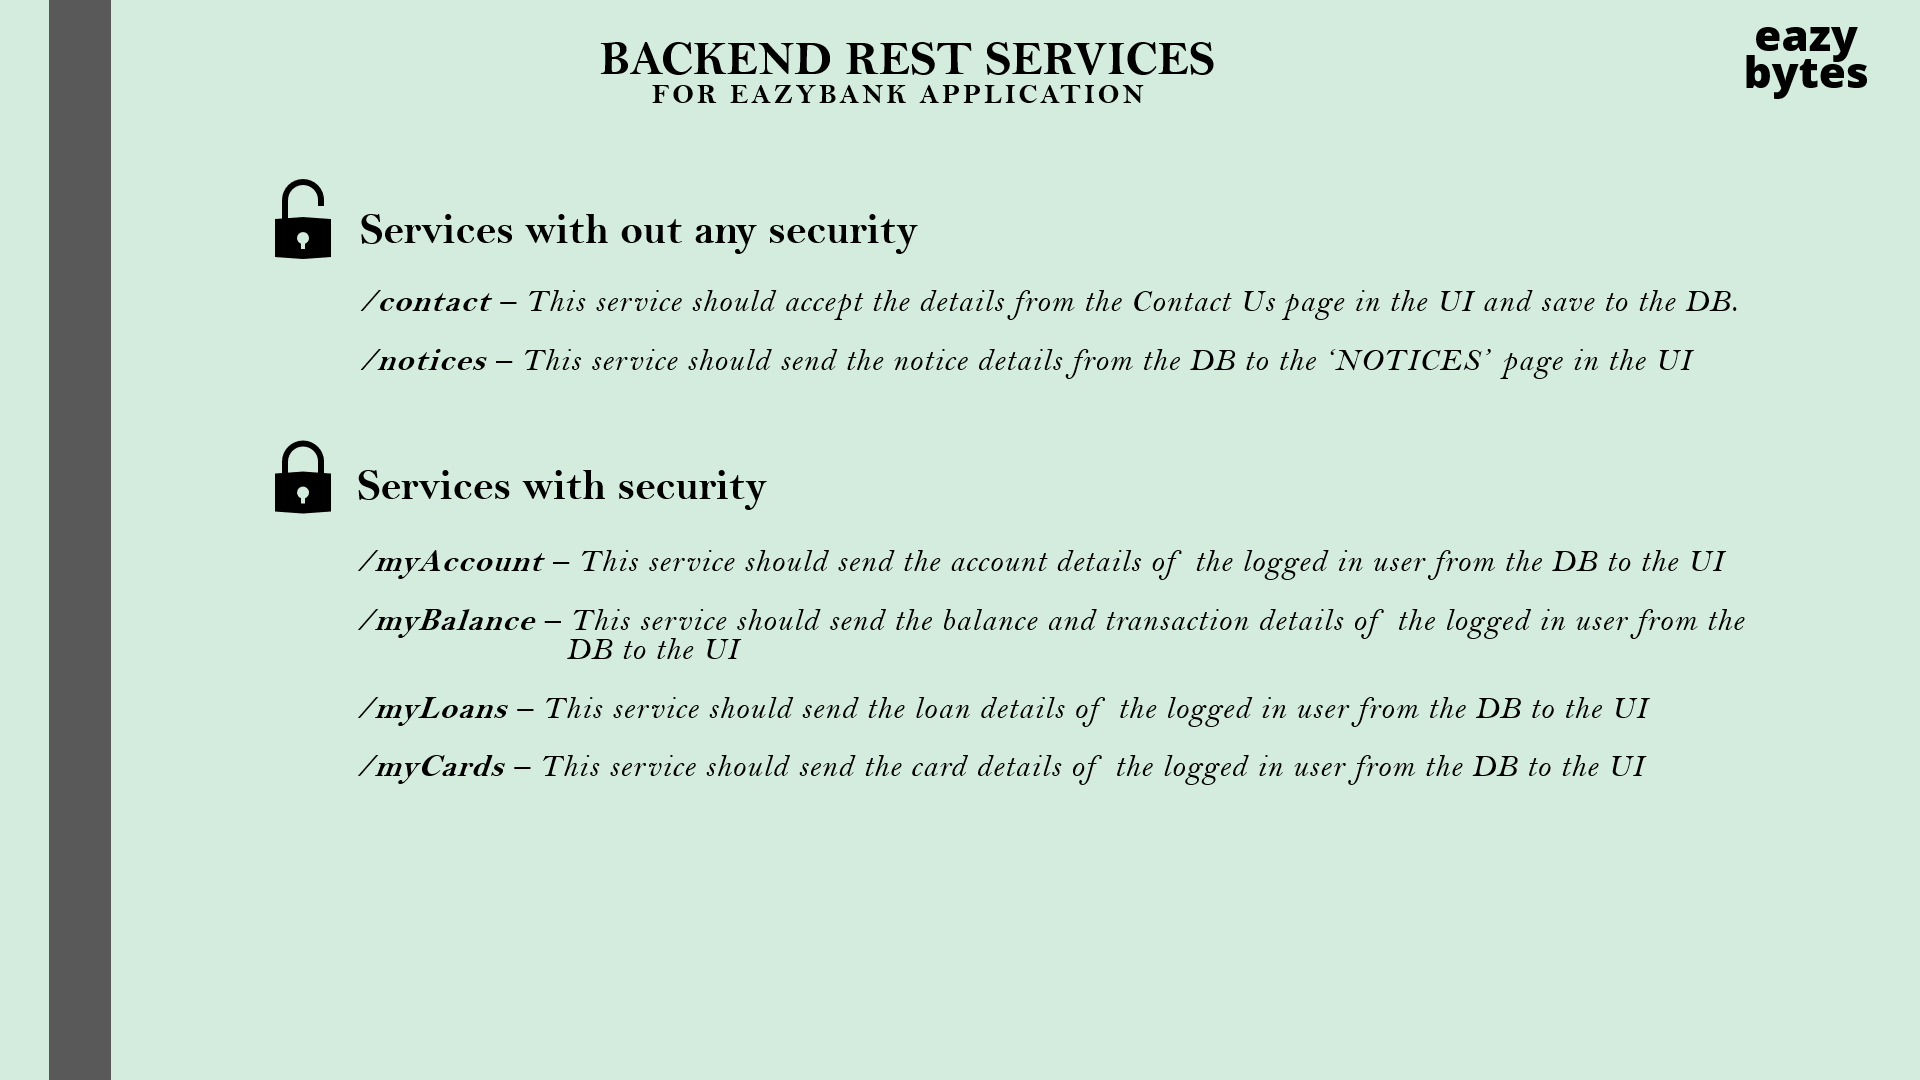 BACKEND REST SERVICES
FOR EAZYBANK APPLICATION
eazy
bytes
Services with out any security
/contact – This service should accept the details from the Contact Us page in the UI and save to the DB.
/notices – This service should send the notice details from the DB to the ‘NOTICES’ page in the UI
Services with security
/myAccount – This service should send the account details of the logged in user from the DB to the UI
/myBalance – This service should send the balance and transaction details of the logged in user from the
DB to the UI
/myLoans – This service should send the loan details of the logged in user from the DB to the UI
/myCards – This service should send the card details of the logged in user from the DB to the UI